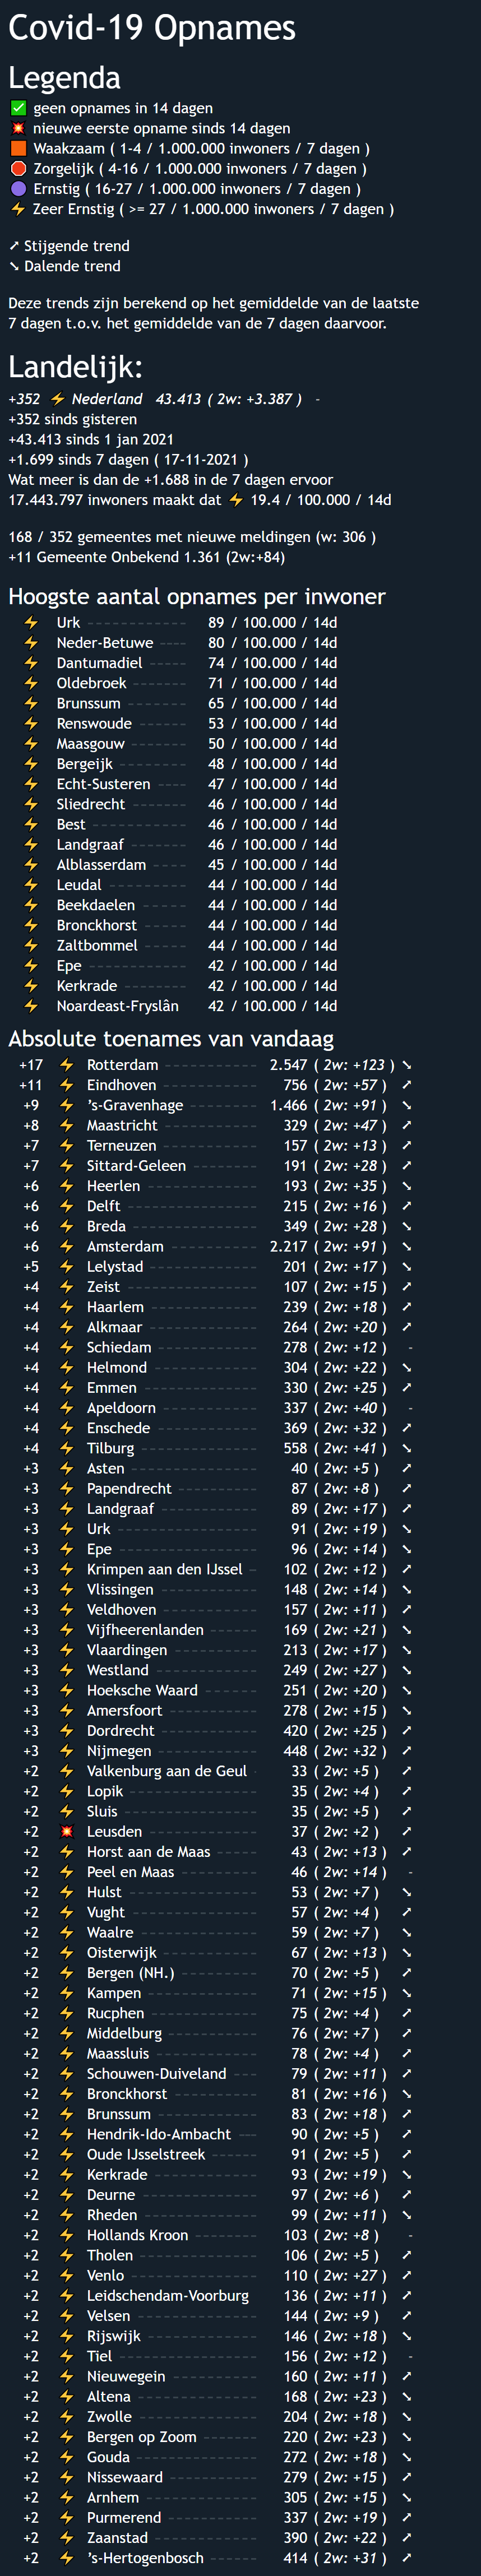 Covid-19 Opnames
Legenda
✅ geen opnames in 14 dagen
💥 nieuwe eerste opname sinds 14 dagen
🟧 Waakzaam ( 1-4 / 1.000.000 inwoners / 7 dagen )
🛑 Zorgelijk ( 4-16 / 1.000.000 inwoners / 7 dagen )
🟣 Ernstig ( 16-27 / 1.000.000 inwoners / 7 dagen )
⚡ Zeer Ernstig ( >= 27 / 1.000.000 inwoners / 7 dagen )
⤢ Stijgende trend
⤡ Dalende trend
Deze trends zijn berekend op het gemiddelde van de laatste
7 dagen t.o.v. het gemiddelde van de 7 dagen daarvoor.
Landelijk:
+352 ⚡ Nederland 43.413 ( 2w: +3.387 ) -
+352 sinds gisteren
+43.413 sinds 1 jan 2021
+1.699 sinds 7 dagen ( 17-11-2021 )
Wat meer is dan de +1.688 in de 7 dagen ervoor
17.443.797 inwoners maakt dat ⚡ 19.4 / 100.000 / 14d
168 / 352 gemeentes met nieuwe meldingen (w: 306 )
+11 Gemeente Onbekend 1.361 (2w:+84)
Hoogste aantal opnames per inwoner
⚡ Urk 89 / 100.000 / 14d
⚡ Neder-Betuwe 80 / 100.000 / 14d
⚡ Dantumadiel 74 / 100.000 / 14d
⚡ Oldebroek 71 / 100.000 / 14d
⚡ Brunssum 65 / 100.000 / 14d
⚡ Renswoude 53 / 100.000 / 14d
⚡ Maasgouw 50 / 100.000 / 14d
⚡ Bergeijk 48 / 100.000 / 14d
⚡ Echt-Susteren 47 / 100.000 / 14d
⚡ Sliedrecht 46 / 100.000 / 14d
⚡ Best 46 / 100.000 / 14d
⚡ Landgraaf 46 / 100.000 / 14d
⚡ Alblasserdam 45 / 100.000 / 14d
⚡ Leudal 44 / 100.000 / 14d
⚡ Beekdaelen 44 / 100.000 / 14d
⚡ Bronckhorst 44 / 100.000 / 14d
⚡ Zaltbommel 44 / 100.000 / 14d
⚡ Epe 42 / 100.000 / 14d
⚡ Kerkrade 42 / 100.000 / 14d
⚡ Noardeast-Fryslân 42 / 100.000 / 14d
Absolute toenames van vandaag
+17 ⚡ Rotterdam 2.547 ( 2w: +123 ) ⤡
+11 ⚡ Eindhoven 756 ( 2w: +57 ) ⤢
+9 ⚡ 's-Gravenhage 1.466 ( 2w: +91 ) ⤡
+8 ⚡ Maastricht 329 ( 2w: +47 ) ⤢
+7 ⚡ Terneuzen 157 ( 2w: +13 ) ⤢
+7 ⚡ Sittard-Geleen 191 ( 2w: +28 ) ⤢
+6 ⚡ Heerlen 193 ( 2w: +35 ) ⤡
+6 ⚡ Delft 215 ( 2w: +16 ) ⤢
+6 ⚡ Breda 349 ( 2w: +28 ) ⤡
+6 ⚡ Amsterdam 2.217 ( 2w: +91 ) ⤡
+5 ⚡ Lelystad 201 ( 2w: +17 ) ⤡
+4 ⚡ Zeist 107 ( 2w: +15 ) ⤢
+4 ⚡ Haarlem 239 ( 2w: +18 ) ⤢
+4 ⚡ Alkmaar 264 ( 2w: +20 ) ⤢
+4 ⚡ Schiedam 278 ( 2w: +12 ) -
+4 ⚡ Helmond 304 ( 2w: +22 ) ⤡
+4 ⚡ Emmen 330 ( 2w: +25 ) ⤢
+4 ⚡ Apeldoorn 337 ( 2w: +40 ) -
+4 ⚡ Enschede 369 ( 2w: +32 ) ⤢
+4 ⚡ Tilburg 558 ( 2w: +41 ) ⤡
+3 ⚡ Asten 40 ( 2w: +5 ) ⤢
+3 ⚡ Papendrecht 87 ( 2w: +8 ) ⤢
+3 ⚡ Landgraaf 89 ( 2w: +17 ) ⤢
+3 ⚡ Urk 91 ( 2w: +19 ) ⤡
+3 ⚡ Epe 96 ( 2w: +14 ) ⤡
+3 ⚡ Krimpen aan den IJssel 102 ( 2w: +12 ) ⤢
+3 ⚡ Vlissingen 148 ( 2w: +14 ) ⤡
+3 ⚡ Veldhoven 157 ( 2w: +11 ) ⤢
+3 ⚡ Vijfheerenlanden 169 ( 2w: +21 ) ⤡
+3 ⚡ Vlaardingen 213 ( 2w: +17 ) ⤡
+3 ⚡ Westland 249 ( 2w: +27 ) ⤡
+3 ⚡ Hoeksche Waard 251 ( 2w: +20 ) ⤡
+3 ⚡ Amersfoort 278 ( 2w: +15 ) ⤡
+3 ⚡ Dordrecht 420 ( 2w: +25 ) ⤢
+3 ⚡ Nijmegen 448 ( 2w: +32 ) ⤢
+2 ⚡ Valkenburg aan de Geul 33 ( 2w: +5 ) ⤢
+2 ⚡ Lopik 35 ( 2w: +4 ) ⤢
+2 ⚡ Sluis 35 ( 2w: +5 ) ⤢
+2 💥 Leusden 37 ( 2w: +2 ) ⤢
+2 ⚡ Horst aan de Maas 43 ( 2w: +13 ) ⤢
+2 ⚡ Peel en Maas 46 ( 2w: +14 ) -
+2 ⚡ Hulst 53 ( 2w: +7 ) ⤡
+2 ⚡ Vught 57 ( 2w: +4 ) ⤢
+2 ⚡ Waalre 59 ( 2w: +7 ) ⤡
+2 ⚡ Oisterwijk 67 ( 2w: +13 ) ⤡
+2 ⚡ Bergen (NH.) 70 ( 2w: +5 ) ⤢
+2 ⚡ Kampen 71 ( 2w: +15 ) ⤡
+2 ⚡ Rucphen 75 ( 2w: +4 ) ⤢
+2 ⚡ Middelburg 76 ( 2w: +7 ) ⤢
+2 ⚡ Maassluis 78 ( 2w: +4 ) ⤢
+2 ⚡ Schouwen-Duiveland 79 ( 2w: +11 ) ⤢
+2 ⚡ Bronckhorst 81 ( 2w: +16 ) ⤡
+2 ⚡ Brunssum 83 ( 2w: +18 ) ⤢
+2 ⚡ Hendrik-Ido-Ambacht 90 ( 2w: +5 ) ⤢
+2 ⚡ Oude IJsselstreek 91 ( 2w: +5 ) ⤢
+2 ⚡ Kerkrade 93 ( 2w: +19 ) ⤡
+2 ⚡ Deurne 97 ( 2w: +6 ) ⤢
+2 ⚡ Rheden 99 ( 2w: +11 ) ⤡
+2 ⚡ Hollands Kroon 103 ( 2w: +8 ) -
+2 ⚡ Tholen 106 ( 2w: +5 ) ⤢
+2 ⚡ Venlo 110 ( 2w: +27 ) ⤢
+2 ⚡ Leidschendam-Voorburg 136 ( 2w: +11 ) ⤢
+2 ⚡ Velsen 144 ( 2w: +9 ) ⤢
+2 ⚡ Rijswijk 146 ( 2w: +18 ) ⤡
+2 ⚡ Tiel 156 ( 2w: +12 ) -
+2 ⚡ Nieuwegein 160 ( 2w: +11 ) ⤢
+2 ⚡ Altena 168 ( 2w: +23 ) ⤡
+2 ⚡ Zwolle 204 ( 2w: +18 ) ⤡
+2 ⚡ Bergen op Zoom 220 ( 2w: +23 ) ⤡
+2 ⚡ Gouda 272 ( 2w: +18 ) ⤡
+2 ⚡ Nissewaard 279 ( 2w: +15 ) ⤢
+2 ⚡ Arnhem 305 ( 2w: +15 ) ⤡
+2 ⚡ Purmerend 337 ( 2w: +19 ) ⤢
+2 ⚡ Zaanstad 390 ( 2w: +22 ) ⤢
+2 ⚡ 's-Hertogenbosch 414 ( 2w: +31 ) ⤢